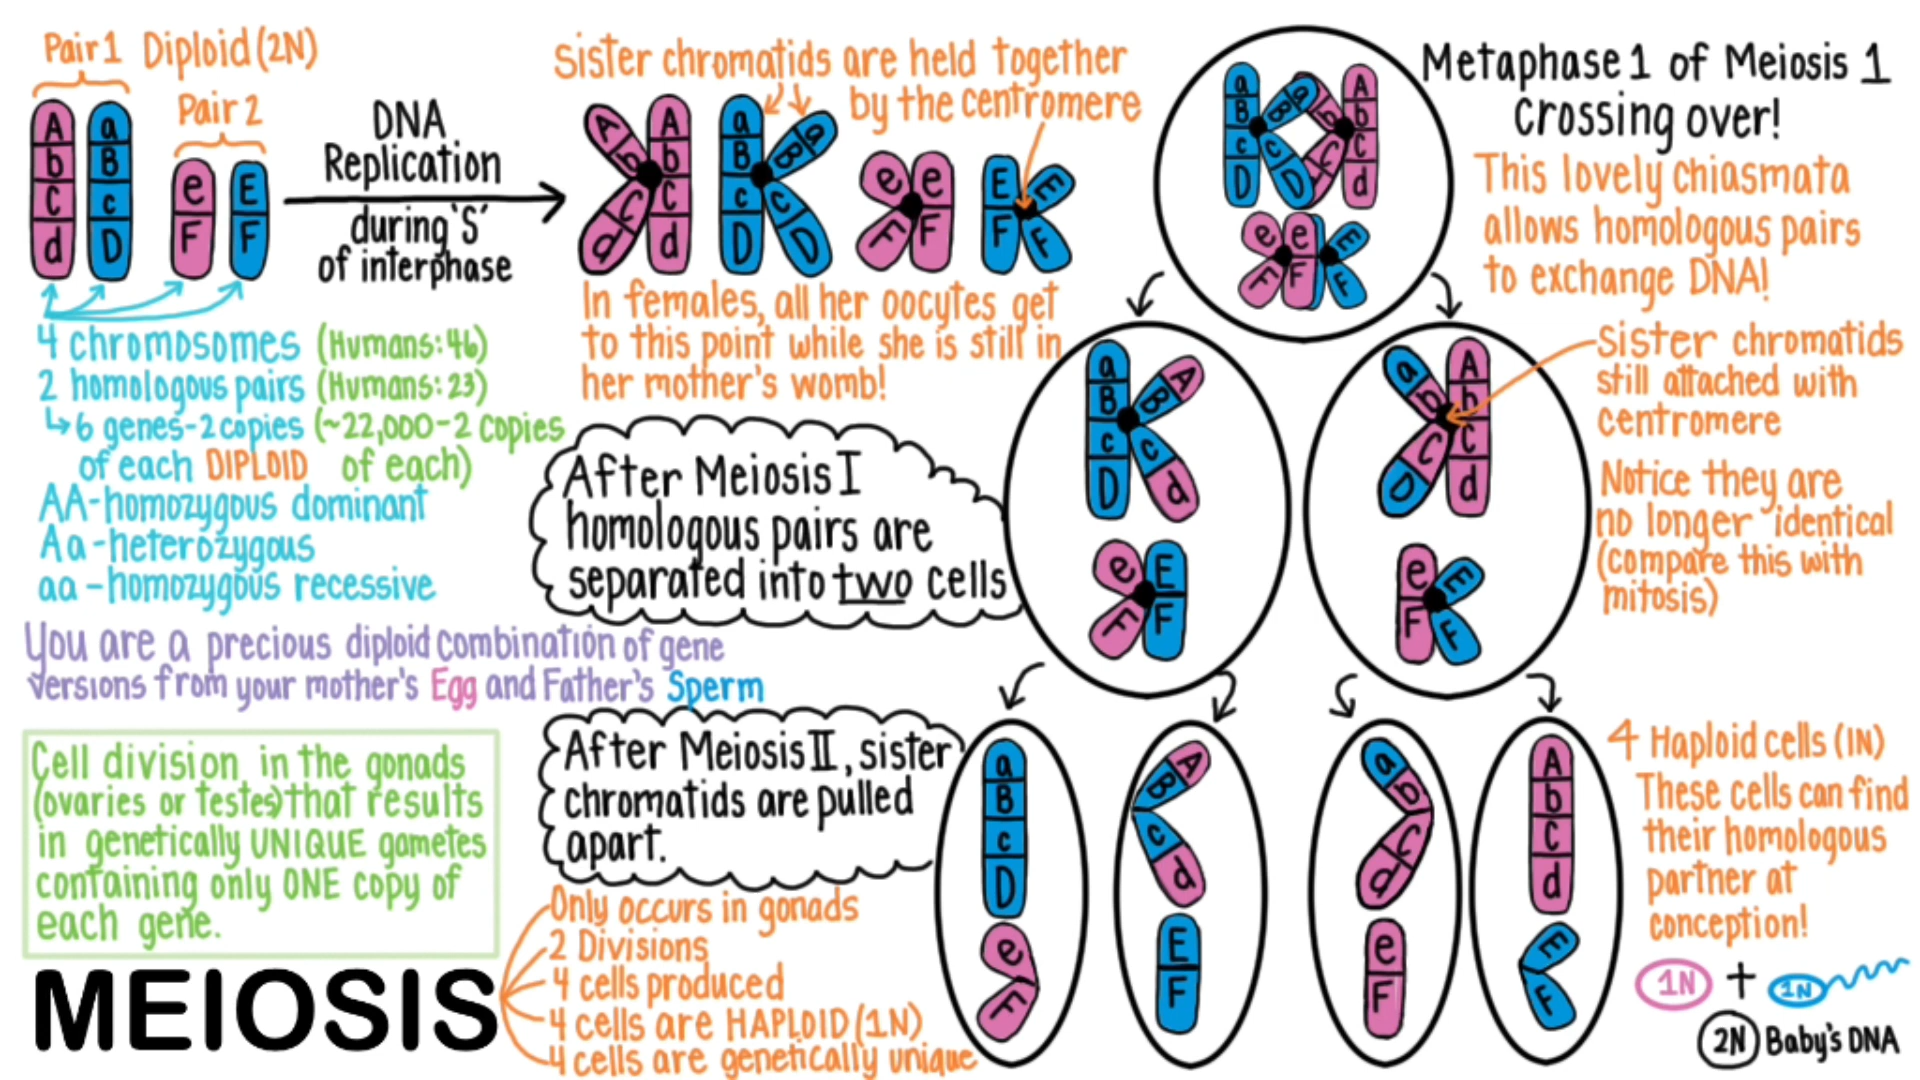 Pair 1 Diploid (2N)
Pair 2
A
b
C
d
a
B
c
D
e
F
E
F
DNA
Replication
during 'S'
of interphase
4 chromosomes (Humans: 46)
2 homologous pairs (Humans: 23)
↳ 6 genes - 2 copies (~22,000 - 2 copies
of each DIPLOID of each)
AA - homozygous dominant
Aa - heterozygous
aa - homozygous recessive
You are a precious diploid combination of gene
versions from your mother's Egg and Father's Sperm
Cell division in the gonads
(ovaries or testes) that results
in genetically UNIQUE gametes
containing only ONE copy of
each gene.
MEIOSIS
Only occurs in gonads
2 Divisions
4 cells produced
4 cells are HAPLOID (1N)
4 cells are genetically unique
Sister chromatids are held together
by the centromere
A b C d A b C d
a B c D a B c D
e F e F
E F E F
In females, all her oocytes get
to this point while she is still in
her mother's womb!
After Meiosis I
homologous pairs are
separated into two cells
After Meiosis II, sister
chromatids are pulled
apart.
Metaphase 1 of Meiosis 1
Crossing over!
This lovely chiasmata
allows homologous pairs
to exchange DNA!
a B c D a B c D b C A b C d
e F e F E F
a B c D A B c d
e F E F
a b C D A b C d
e F E F
Sister chromatids
still attached with
centromere
Notice they are
no longer identical
(compare this with
mitosis)
a B c D
e F
A B c d
E F
a b C d
e F
A b C d
E F
4 Haploid cells (1N)
These cells can find
their homologous
partner at
conception!
1N + 1N
2N Baby's DNA